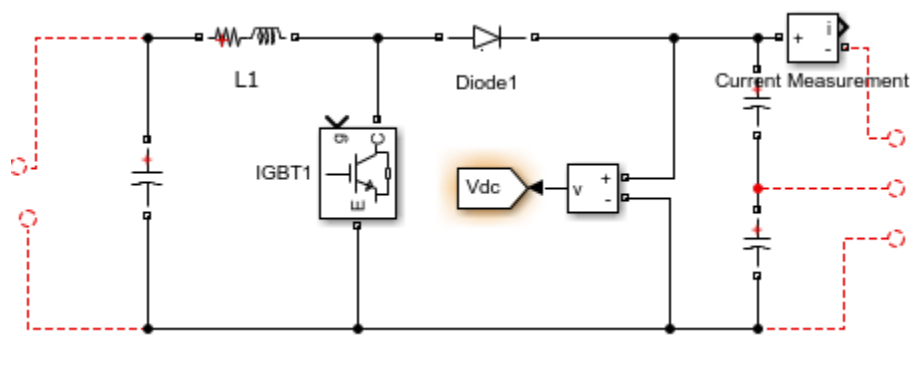 L1
Diode1
i
+
-
Current Measurement
g
C
IGBT1
E
Vdc
v
+
-